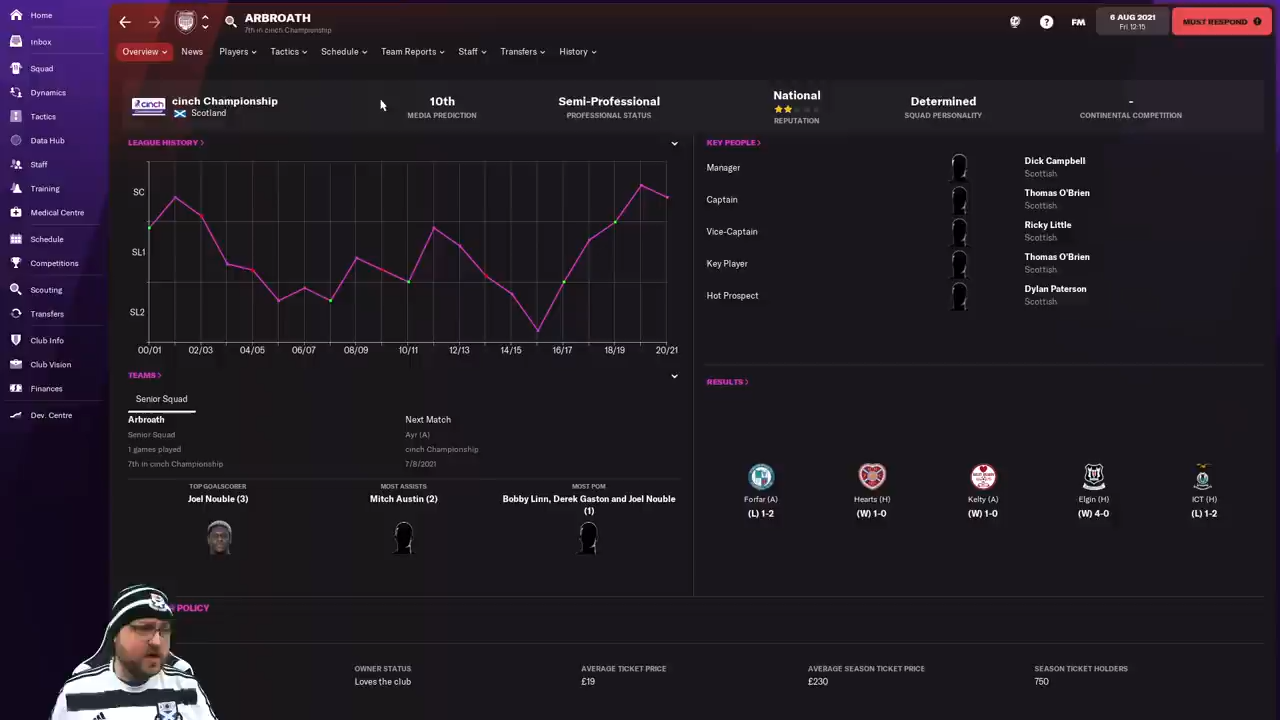 Home
Inbox
Squad
Dynamics
Tactics
Data Hub
Staff
Training
Medical Centre
Schedule
Competitions
Scouting
Transfers
Club Info
Club Vision
Finances
Dev. Centre
ARBROATH
7th in cinch Championship
FM
6 AUG 2021
Fri 12:15
MUST RESPOND
Overview
News
Players
Tactics
Schedule
Team Reports
Staff
Transfers
History
cinch
cinch Championship
Scotland
10th
MEDIA PREDICTION
Semi-Professional
PROFESSIONAL STATUS
National
REPUTATION
Determined
SQUAD PERSONALITY
-
CONTINENTAL COMPETITION
LEAGUE HISTORY >
SC
SL1
SL2
00/01 02/03 04/05 06/07 08/09 10/11 12/13 14/15 16/17 18/19 20/21
KEY PEOPLE >
Manager
Dick Campbell
Scottish
Captain
Thomas O'Brien
Scottish
Vice-Captain
Ricky Little
Scottish
Key Player
Thomas O'Brien
Scottish
Hot Prospect
Dylan Paterson
Scottish
TEAMS >
Senior Squad
Arbroath
Senior Squad
1 games played
7th in cinch Championship
Next Match
Ayr (A)
cinch Championship
7/8/2021
TOP GOALSCORER
Joel Nouble (3)
MOST ASSISTS
Mitch Austin (2)
MOST POM
Bobby Linn, Derek Gaston and Joel Nouble
(1)
RESULTS >
Forfar (A)
(L) 1-2
Hearts (H)
(W) 1-0
Kelty (A)
(W) 1-0
Elgin (H)
(W) 4-0
ICT (H)
(L) 1-2
POLICY
OWNER STATUS
Loves the club
AVERAGE TICKET PRICE
£19
AVERAGE SEASON TICKET PRICE
£230
SEASON TICKET HOLDERS
750